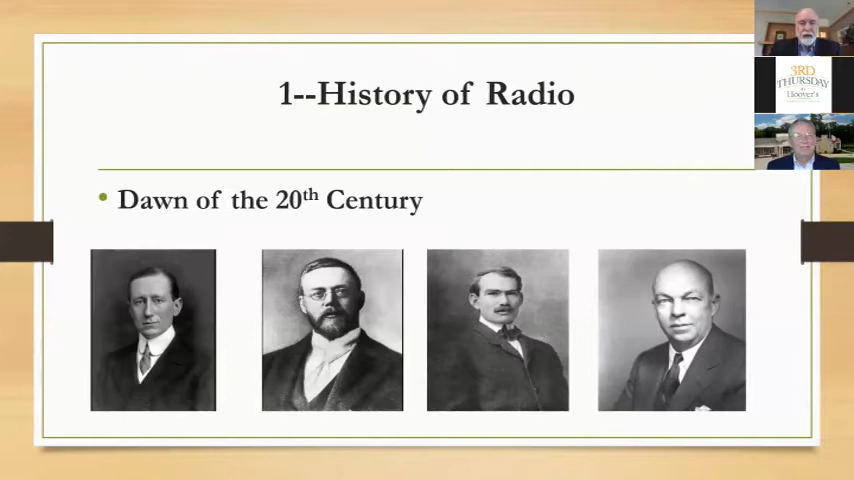 1--History of Radio
• Dawn of the 20th Century
3RD
THURSDAY
Hoover's